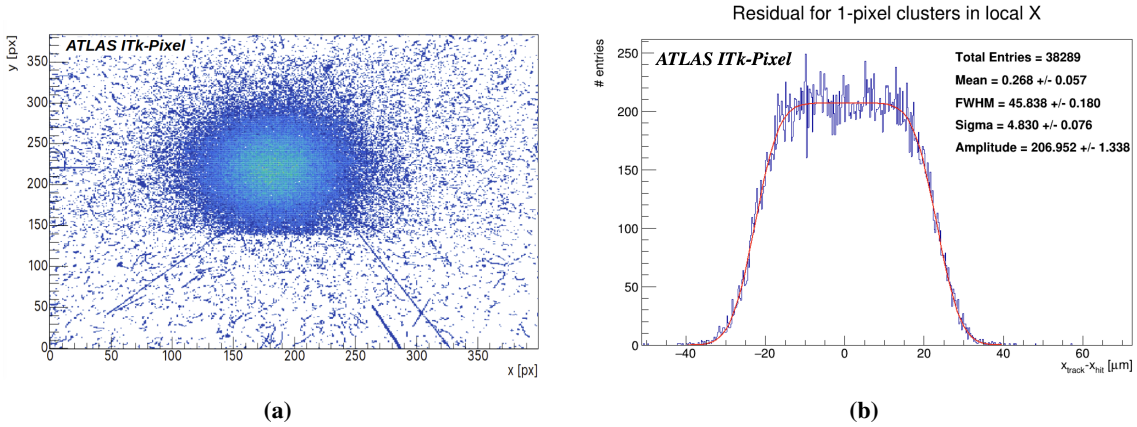 Residual for 1-pixel clusters in local X
ATLAS ITk-Pixel
y [px]
350
300
250
200
150
100
50
0
0 50 100 150 200 250 300 350
x [px]
(a)
ATLAS ITk-Pixel
Total Entries = 38289
Mean = 0.268 +/- 0.057
FWHM = 45.838 +/- 0.180
Sigma = 4.830 +/- 0.076
Amplitude = 206.952 +/- 1.338
# entries
250
200
150
100
50
0
−40 −20 0 20 40 60
x_track-x_hit [μm]
(b)